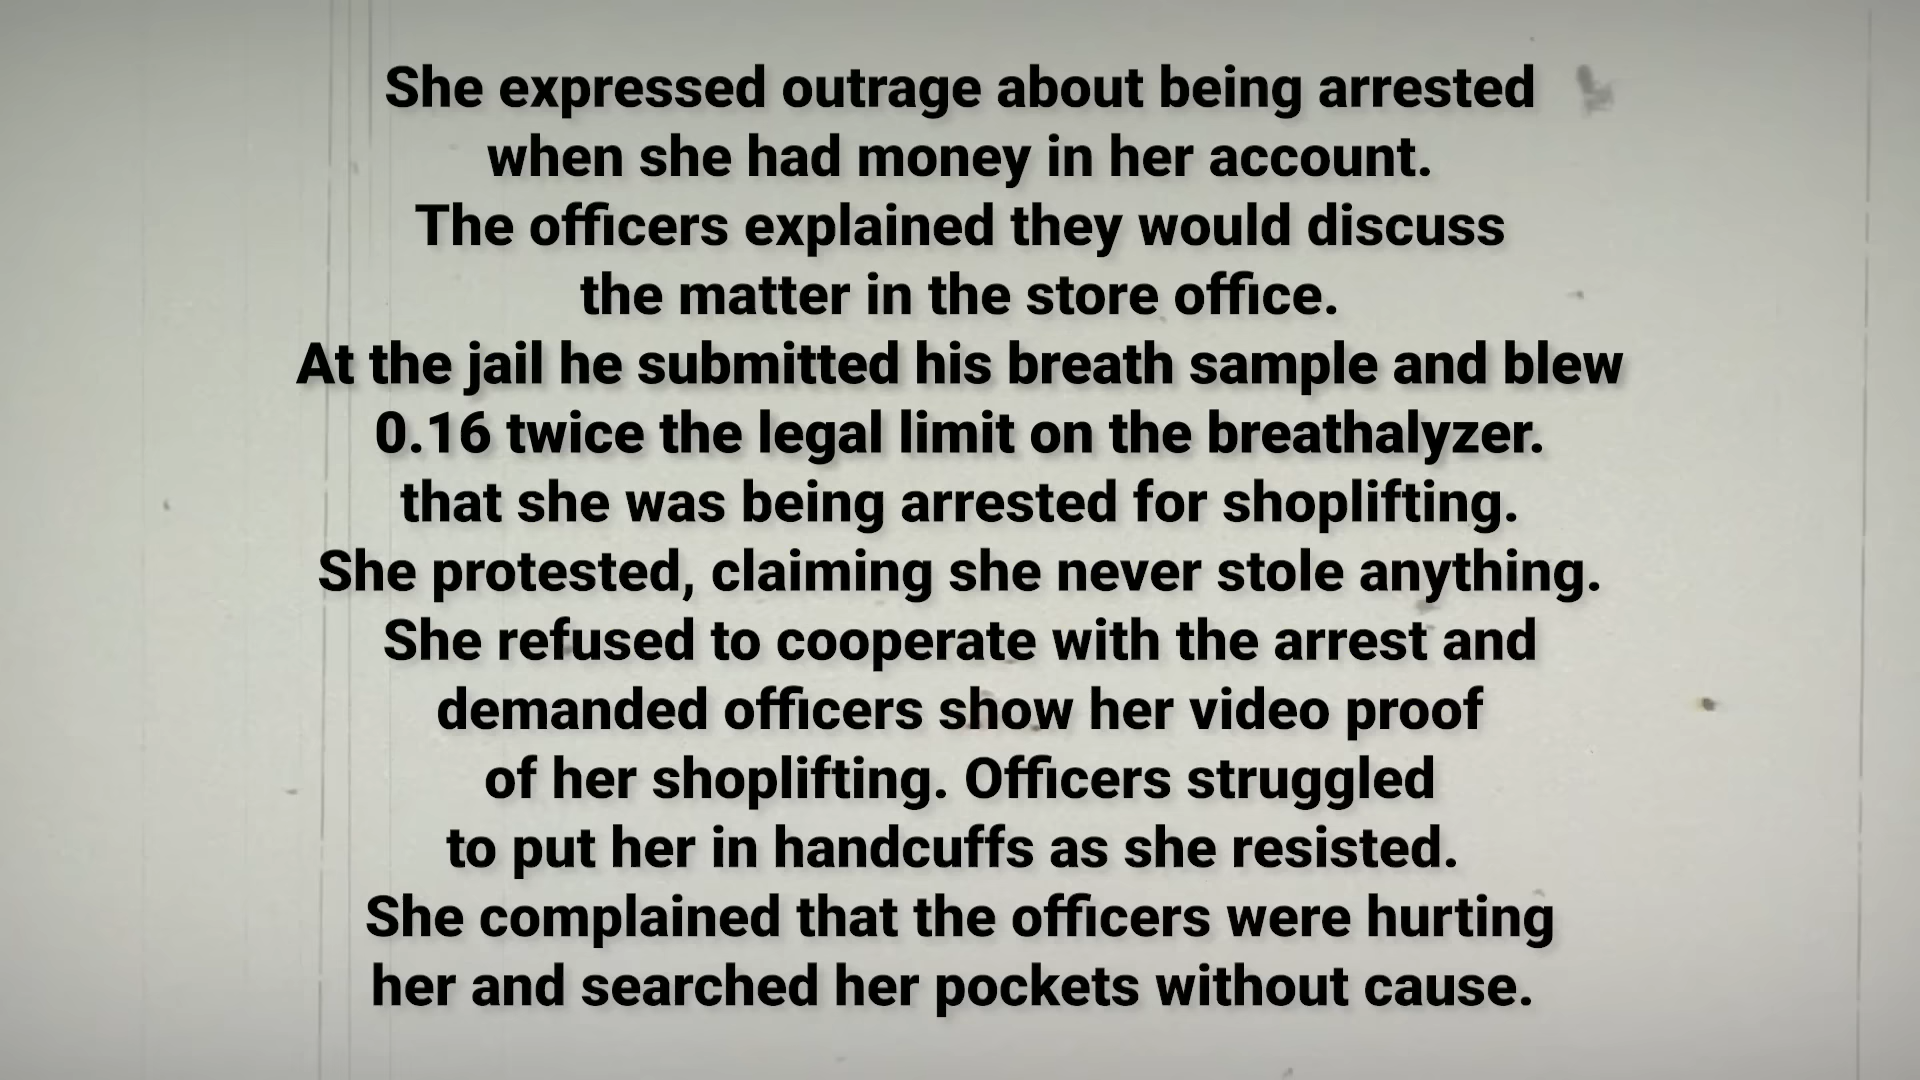 She expressed outrage about being arrested
when she had money in her account.
The officers explained they would discuss
the matter in the store office.
At the jail he submitted his breath sample and blew
0.16 twice the legal limit on the breathalyzer.
that she was being arrested for shoplifting.
She protested, claiming she never stole anything.
She refused to cooperate with the arrest and
demanded officers show her video proof
of her shoplifting. Officers struggled
to put her in handcuffs as she resisted.
She complained that the officers were hurting
her and searched her pockets without cause.